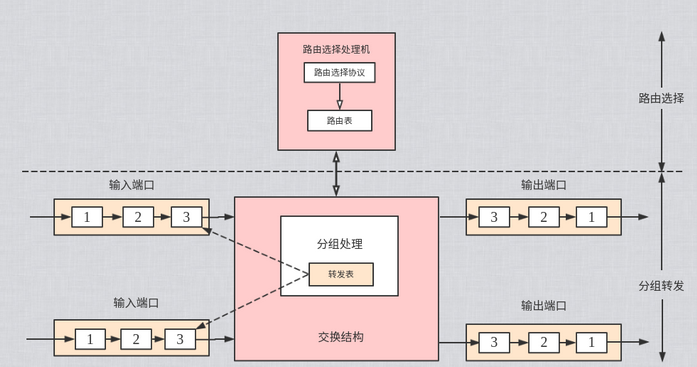 路由选择处理机
路由选择协议
路由表
路由选择
输入端口
输出端口
1 2 3
3 2 1
分组处理
转发表
分组转发
输入端口
输出端口
1 2 3
3 2 1
交换结构